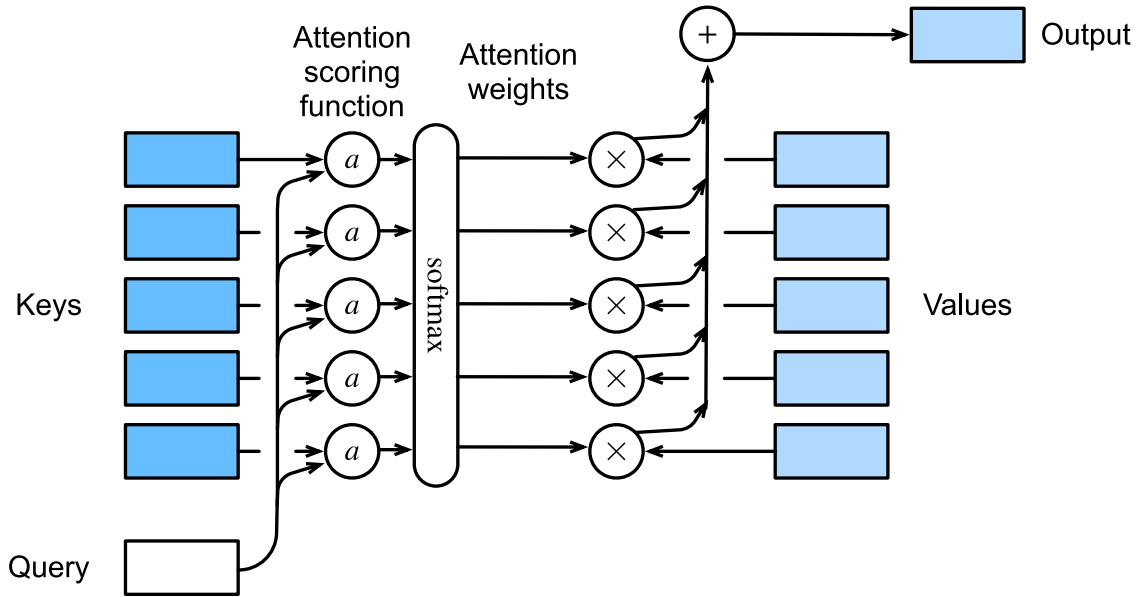 Attention
scoring
function
Attention
weights
+
Output
a
×
a
×
a
×
a
×
a
×
softmax
Keys
Values
Query